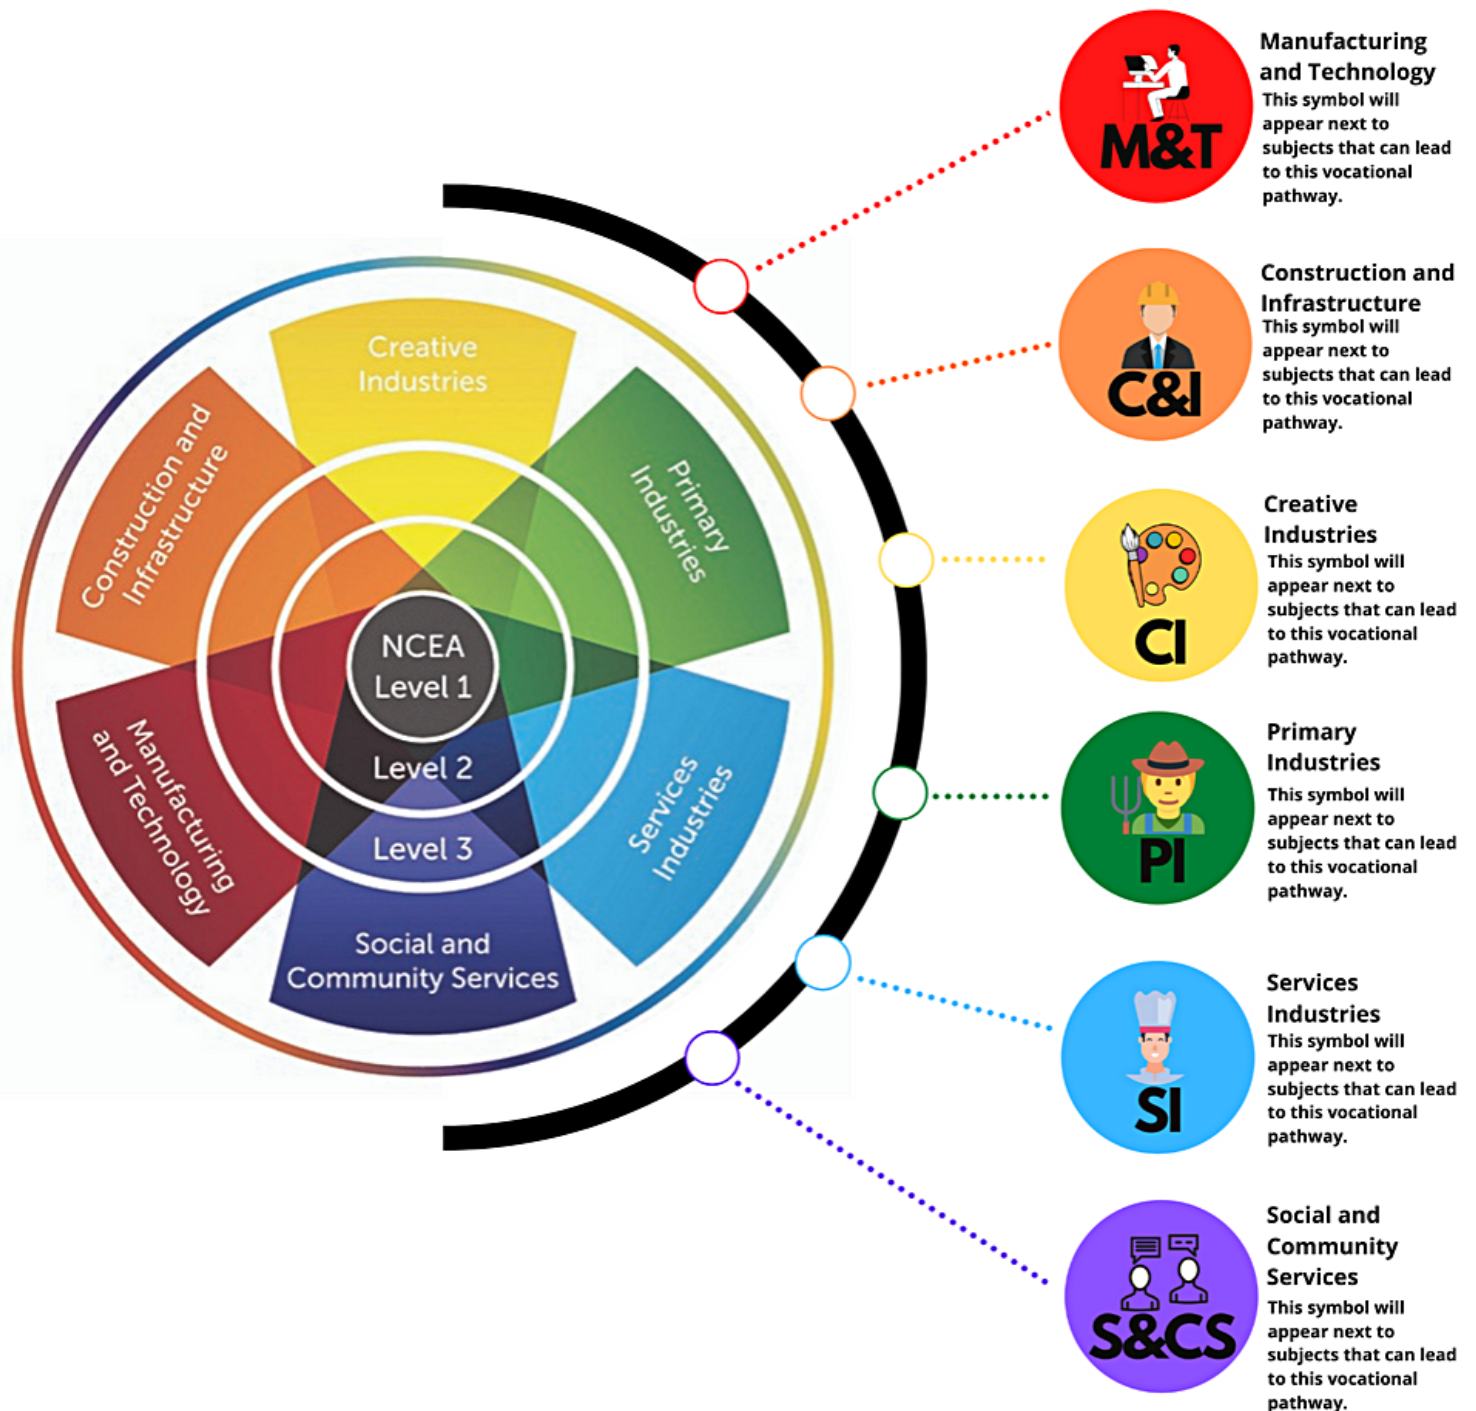 Creative
Industries
Primary
Industries
Construction and
Infrastructure
NCEA
Level 1
Level 2
Level 3
Manufacturing
and Technology
Services
Industries
Social and
Community Services
M&T
Manufacturing
and Technology
This symbol will
appear next to
subjects that can lead
to this vocational
pathway.
C&I
Construction and
Infrastructure
This symbol will
appear next to
subjects that can lead
to this vocational
pathway.
CI
Creative
Industries
This symbol will
appear next to
subjects that can lead
to this vocational
pathway.
PI
Primary
Industries
This symbol will
appear next to
subjects that can lead
to this vocational
pathway.
SI
Services
Industries
This symbol will
appear next to
subjects that can lead
to this vocational
pathway.
S&CS
Social and
Community
Services
This symbol will
appear next to
subjects that can lead
to this vocational
pathway.